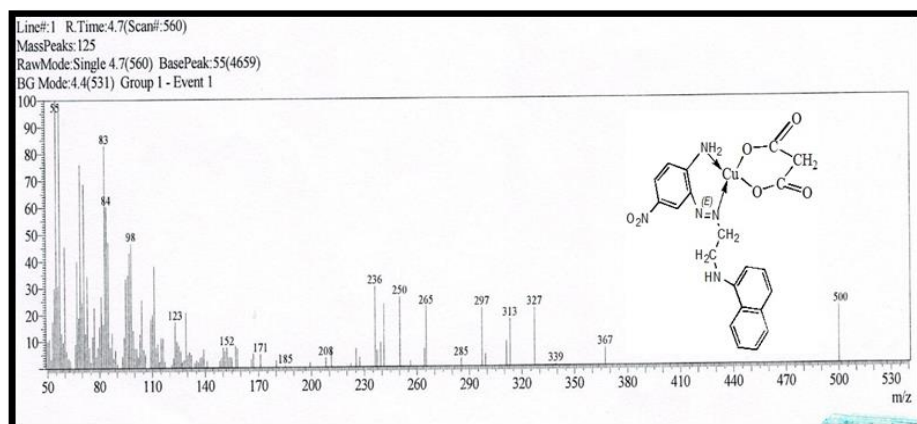 Line#:1 R.Time:4.7(Scan#:560)
MassPeaks:125
RawMode:Single 4.7(560) BasePeak:55(4659)
BG Mode:4.4(531) Group 1 - Event 1
100
90
80
70
60
50
40
30
20
10
55
83
84
98
123
152
171
185
208
236
250
265
285
297
313
327
339
367
500
NH2
O
C
O
Cu
CH2
O
C
O
O2N
(E)
N=N
CH2
H2C
HN
50 80 110 140 170 200 230 260 290 320 350 380 410 440 470 500 530
m/z